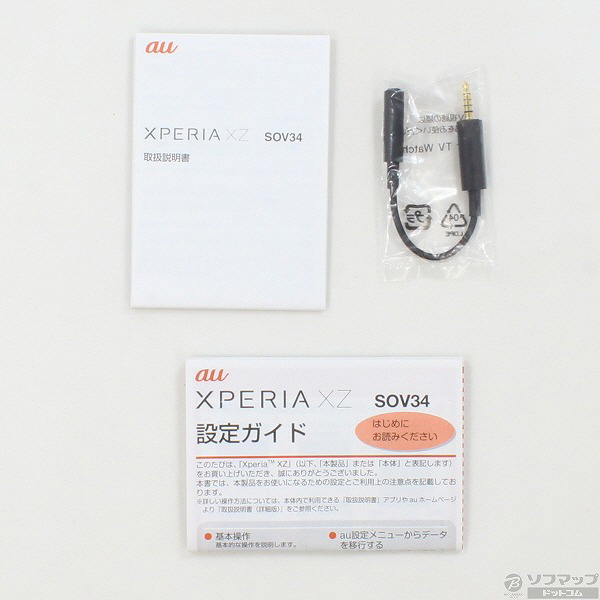 au
XPERIA XZ SOV34
取扱説明書
TV Watch
プラ
04
LDPE
au
XPERIA XZ SOV34
設定ガイド
はじめに
お読みください
このたびは、「Xperia™ XZ」(以下、「本製品」または「本体」と表記します)
をお買い上げいただき、誠にありがとうございました。
本書では、本製品をお使いになるための設定とご利用上の注意点を記載して
おります。
※詳しい操作方法については、本体内で利用できる『取扱説明書』アプリやauホームページ
より『取扱説明書(詳細版)』をご参照ください。
● 基本操作
基本的な操作を説明します。
● au設定メニューからデータ
を移行する
ソフマップ
ドットコム